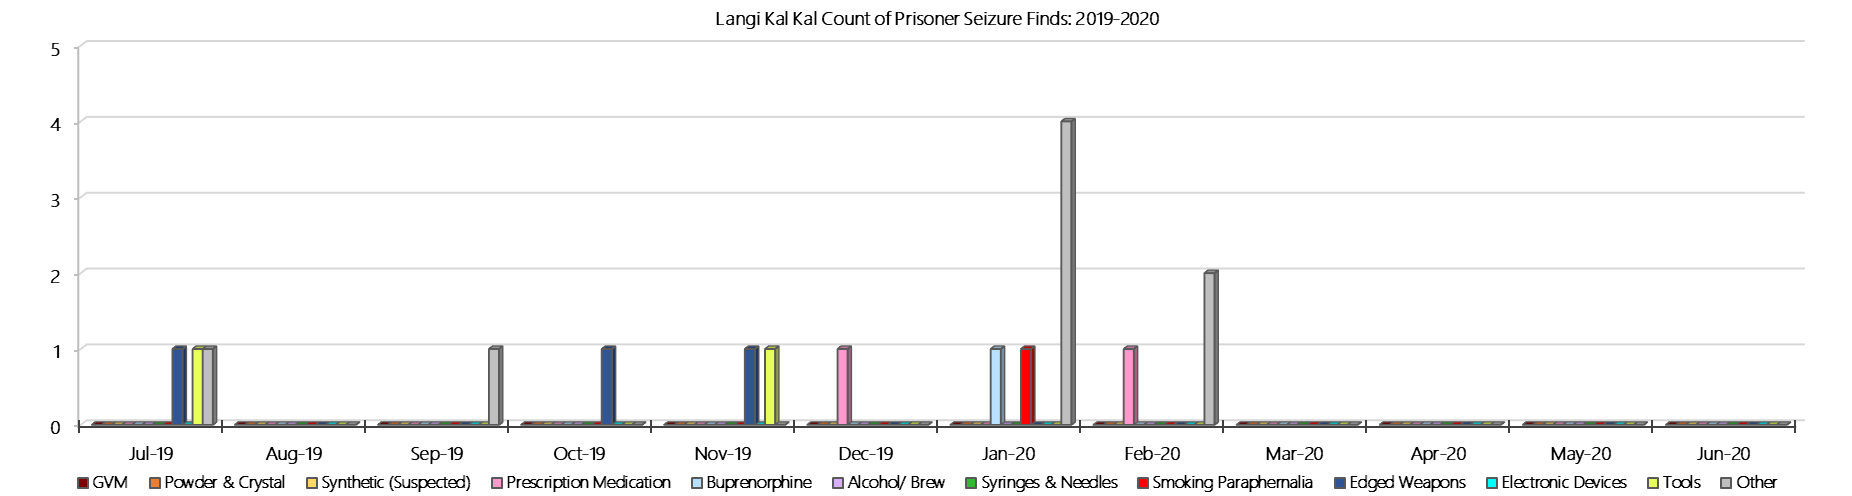 Langi Kal Kal Count of Prisoner Seizure Finds: 2019-2020
5
4
3
2
1
0
Jul-19 Aug-19 Sep-19 Oct-19 Nov-19 Dec-19 Jan-20 Feb-20 Mar-20 Apr-20 May-20 Jun-20
GVM Powder & Crystal Synthetic (Suspected) Prescription Medication Buprenorphine Alcohol/ Brew Syringes & Needles Smoking Paraphernalia Edged Weapons Electronic Devices Tools Other